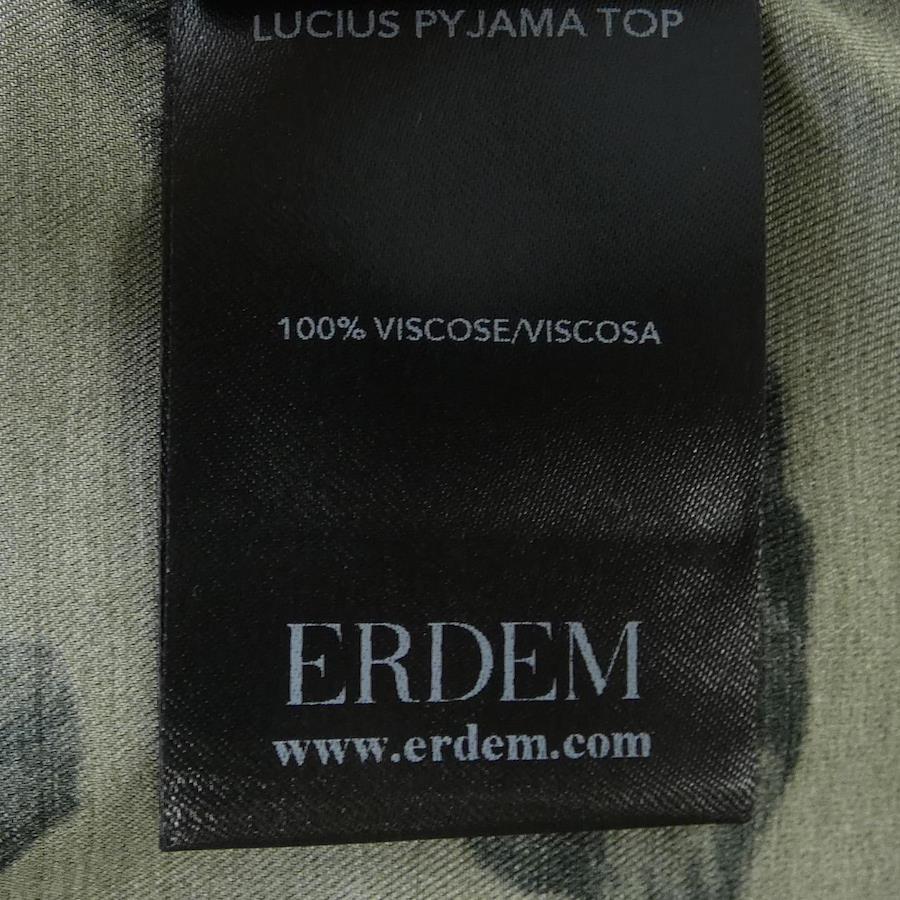 LUCIUS PYJAMA TOP
100% VISCOSE/VISCOSA
ERDEM
www.erdem.com